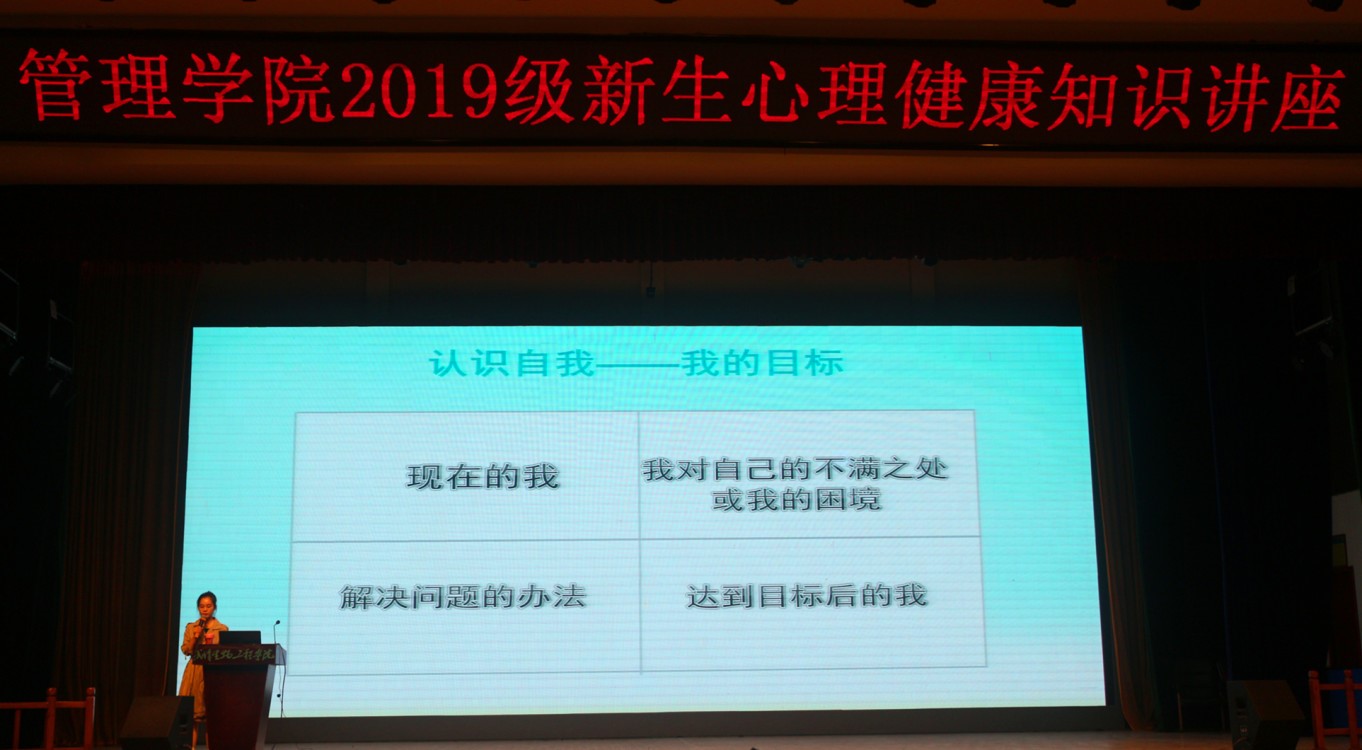 管理学院2019级新生心理健康知识讲座
认识自我——我的目标
现在的我
我对自己的不满之处
或我的困境
解决问题的办法
达到目标后的我